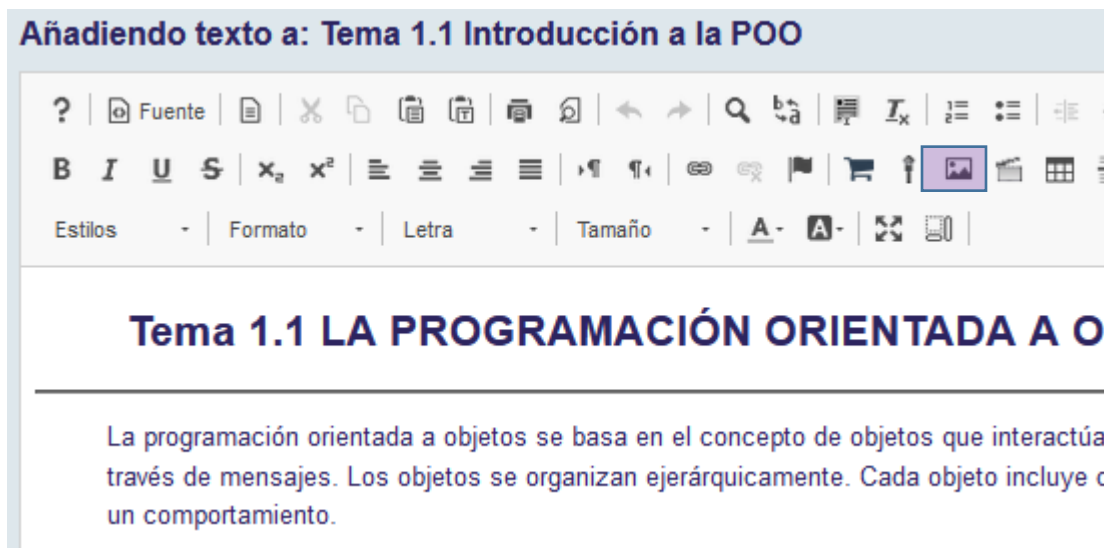 Añadiendo texto a: Tema 1.1 Introducción a la POO
? Fuente
B I U S x₂ x²
Estilos Formato Letra Tamaño A A
Tema 1.1 LA PROGRAMACIÓN ORIENTADA A O
La programación orientada a objetos se basa en el concepto de objetos que interactúa
través de mensajes. Los objetos se organizan ejerárquicamente. Cada objeto incluye
un comportamiento.